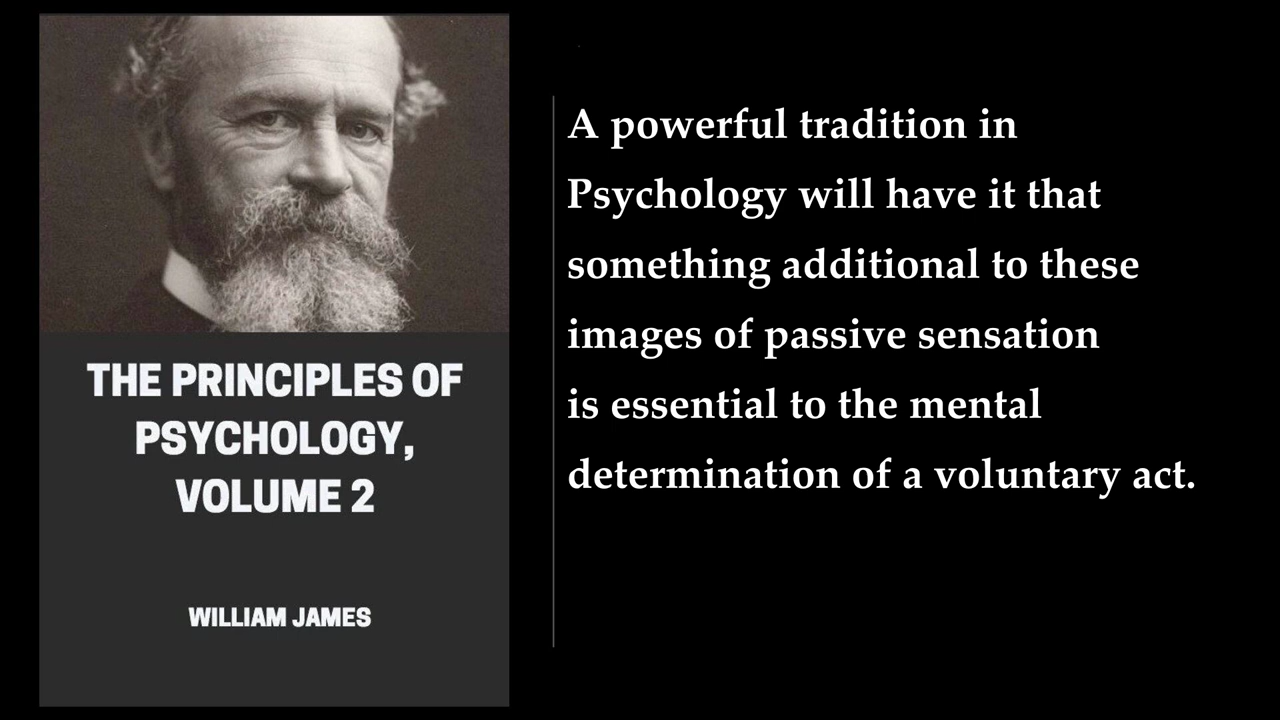 THE PRINCIPLES OF
PSYCHOLOGY,
VOLUME 2
WILLIAM JAMES
A powerful tradition in
Psychology will have it that
something additional to these
images of passive sensation
is essential to the mental
determination of a voluntary act.